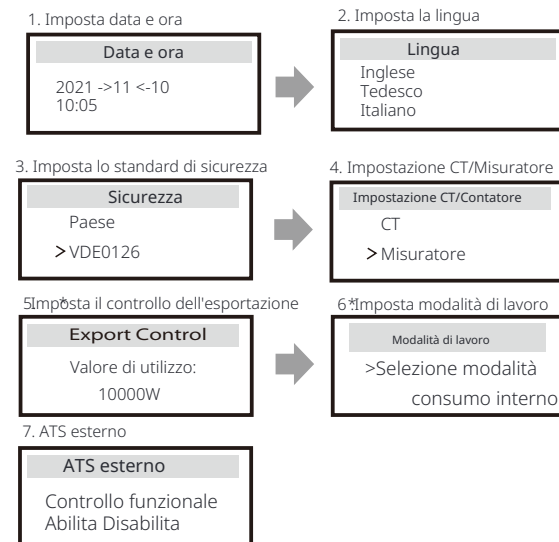 1. Imposta data e ora
Data e ora
2021 ->11 <-10
10:05
2. Imposta la lingua
Lingua
Inglese
Tedesco
Italiano
3. Imposta lo standard di sicurezza
Sicurezza
Paese
>VDE0126
4. Impostazione CT/Misuratore
Impostazione CT/Contatore
CT
>Misuratore
5*Imposta il controllo dell'esportazione
Export Control
Valore di utilizzo:
10000W
6*Imposta modalità di lavoro
Modalità di lavoro
>Selezione modalità
consumo interno
7. ATS esterno
ATS esterno
Controllo funzionale
Abilita Disabilita